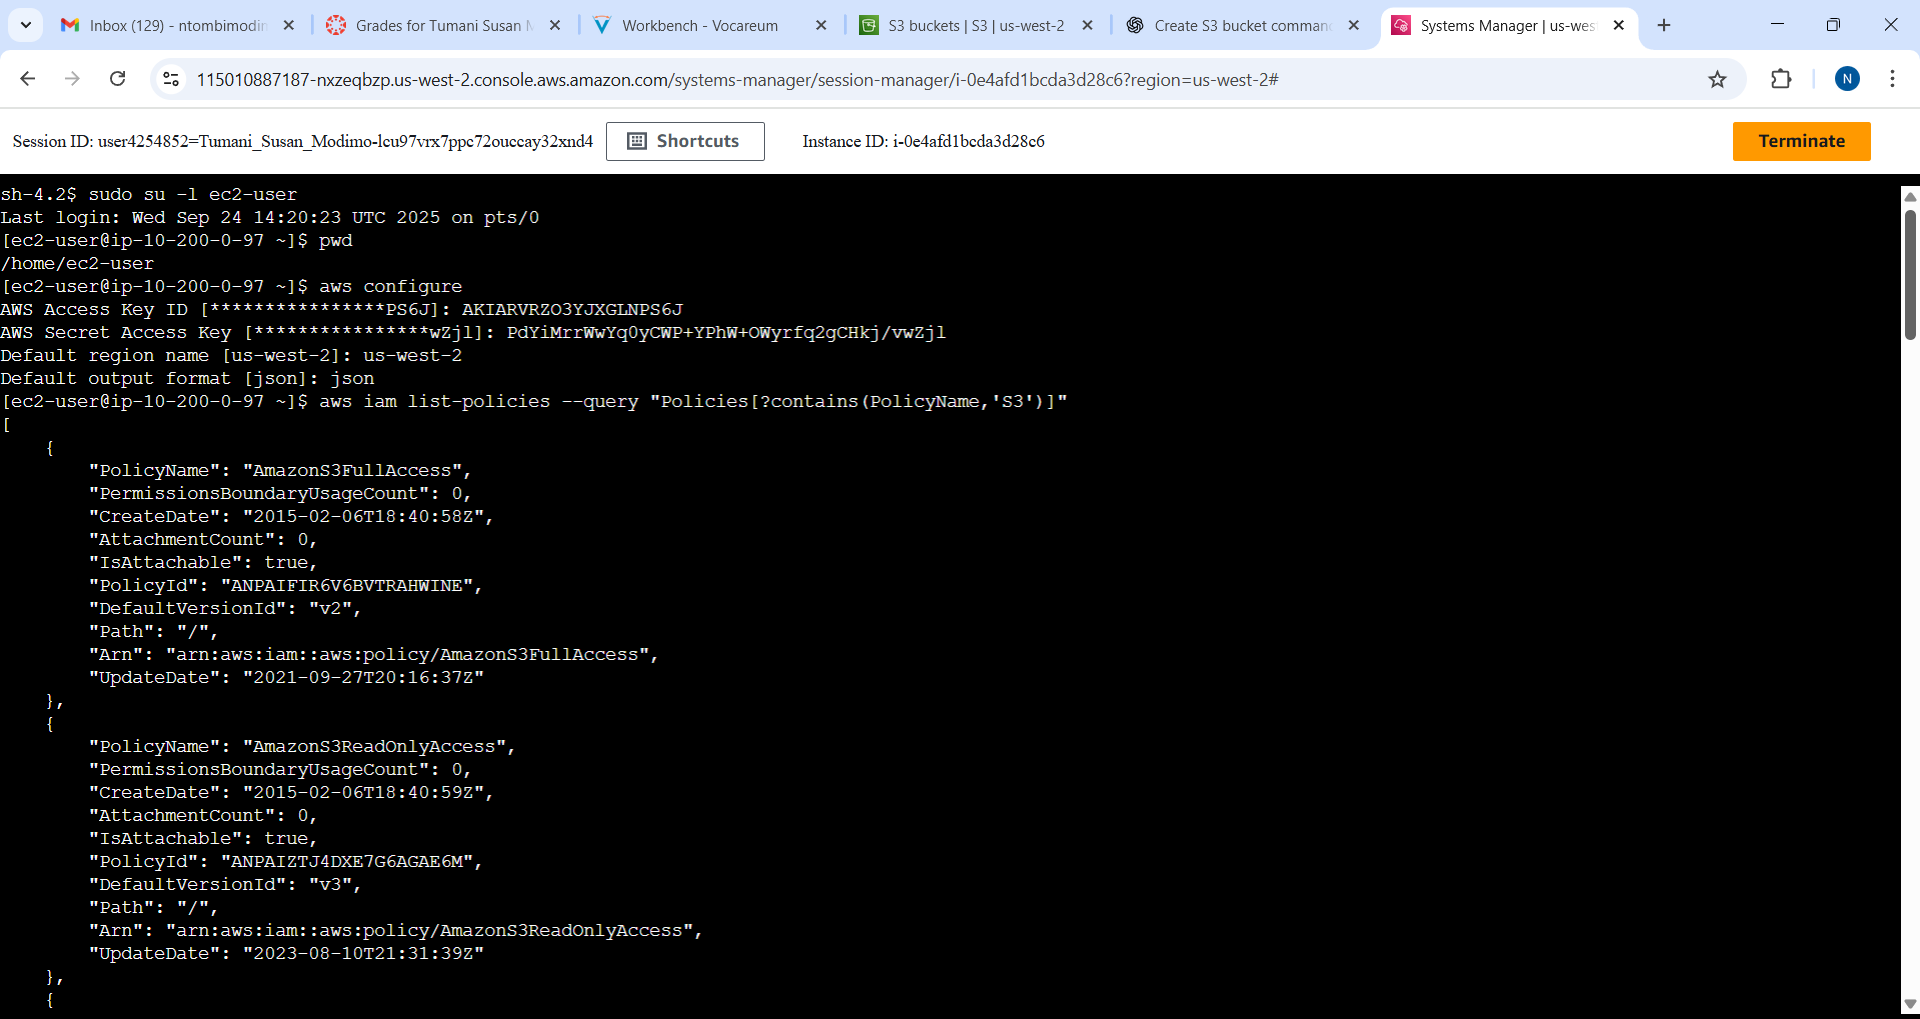 Inbox (129) - ntombimodim
Grades for Tumani Susan M
Workbench - Vocareum
S3 buckets | S3 | us-west-2
Create S3 bucket comman
Systems Manager | us-wes
115010887187-nxzeqbzp.us-west-2.console.aws.amazon.com/systems-manager/session-manager/i-0e4afd1bcda3d28c6?region=us-west-2#
N
Session ID: user4254852=Tumani_Susan_Modimo-lcu97vrx7ppc72ouccay32xnd4
Shortcuts
Instance ID: i-0e4afd1bcda3d28c6
Terminate
sh-4.2$ sudo su -l ec2-user
Last login: Wed Sep 24 14:20:23 UTC 2025 on pts/0
[ec2-user@ip-10-200-0-97 ~]$ pwd
/home/ec2-user
[ec2-user@ip-10-200-0-97 ~]$ aws configure
AWS Access Key ID [****************PS6J]: AKIARVRZO3YJXGLNPS6J
AWS Secret Access Key [****************wZjl]: 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
Default region name [us-west-2]: us-west-2
Default output format [json]: json
[ec2-user@ip-10-200-0-97 ~]$ aws iam list-policies --query "Policies[?contains(PolicyName,'S3')]"
[
    {
        "PolicyName": "AmazonS3FullAccess",
        "PermissionsBoundaryUsageCount": 0,
        "CreateDate": "2015-02-06T18:40:58Z",
        "AttachmentCount": 0,
        "IsAttachable": true,
        "PolicyId": "ANPAIFIR6V6BVTRAHWINE",
        "DefaultVersionId": "v2",
        "Path": "/",
        "Arn": "arn:aws:iam::aws:policy/AmazonS3FullAccess",
        "UpdateDate": "2021-09-27T20:16:37Z"
    },
    {
        "PolicyName": "AmazonS3ReadOnlyAccess",
        "PermissionsBoundaryUsageCount": 0,
        "CreateDate": "2015-02-06T18:40:59Z",
        "AttachmentCount": 0,
        "IsAttachable": true,
        "PolicyId": "ANPAIZTJ4DXE7G6AGAE6M",
        "DefaultVersionId": "v3",
        "Path": "/",
        "Arn": "arn:aws:iam::aws:policy/AmazonS3ReadOnlyAccess",
        "UpdateDate": "2023-08-10T21:31:39Z"
    },
    {